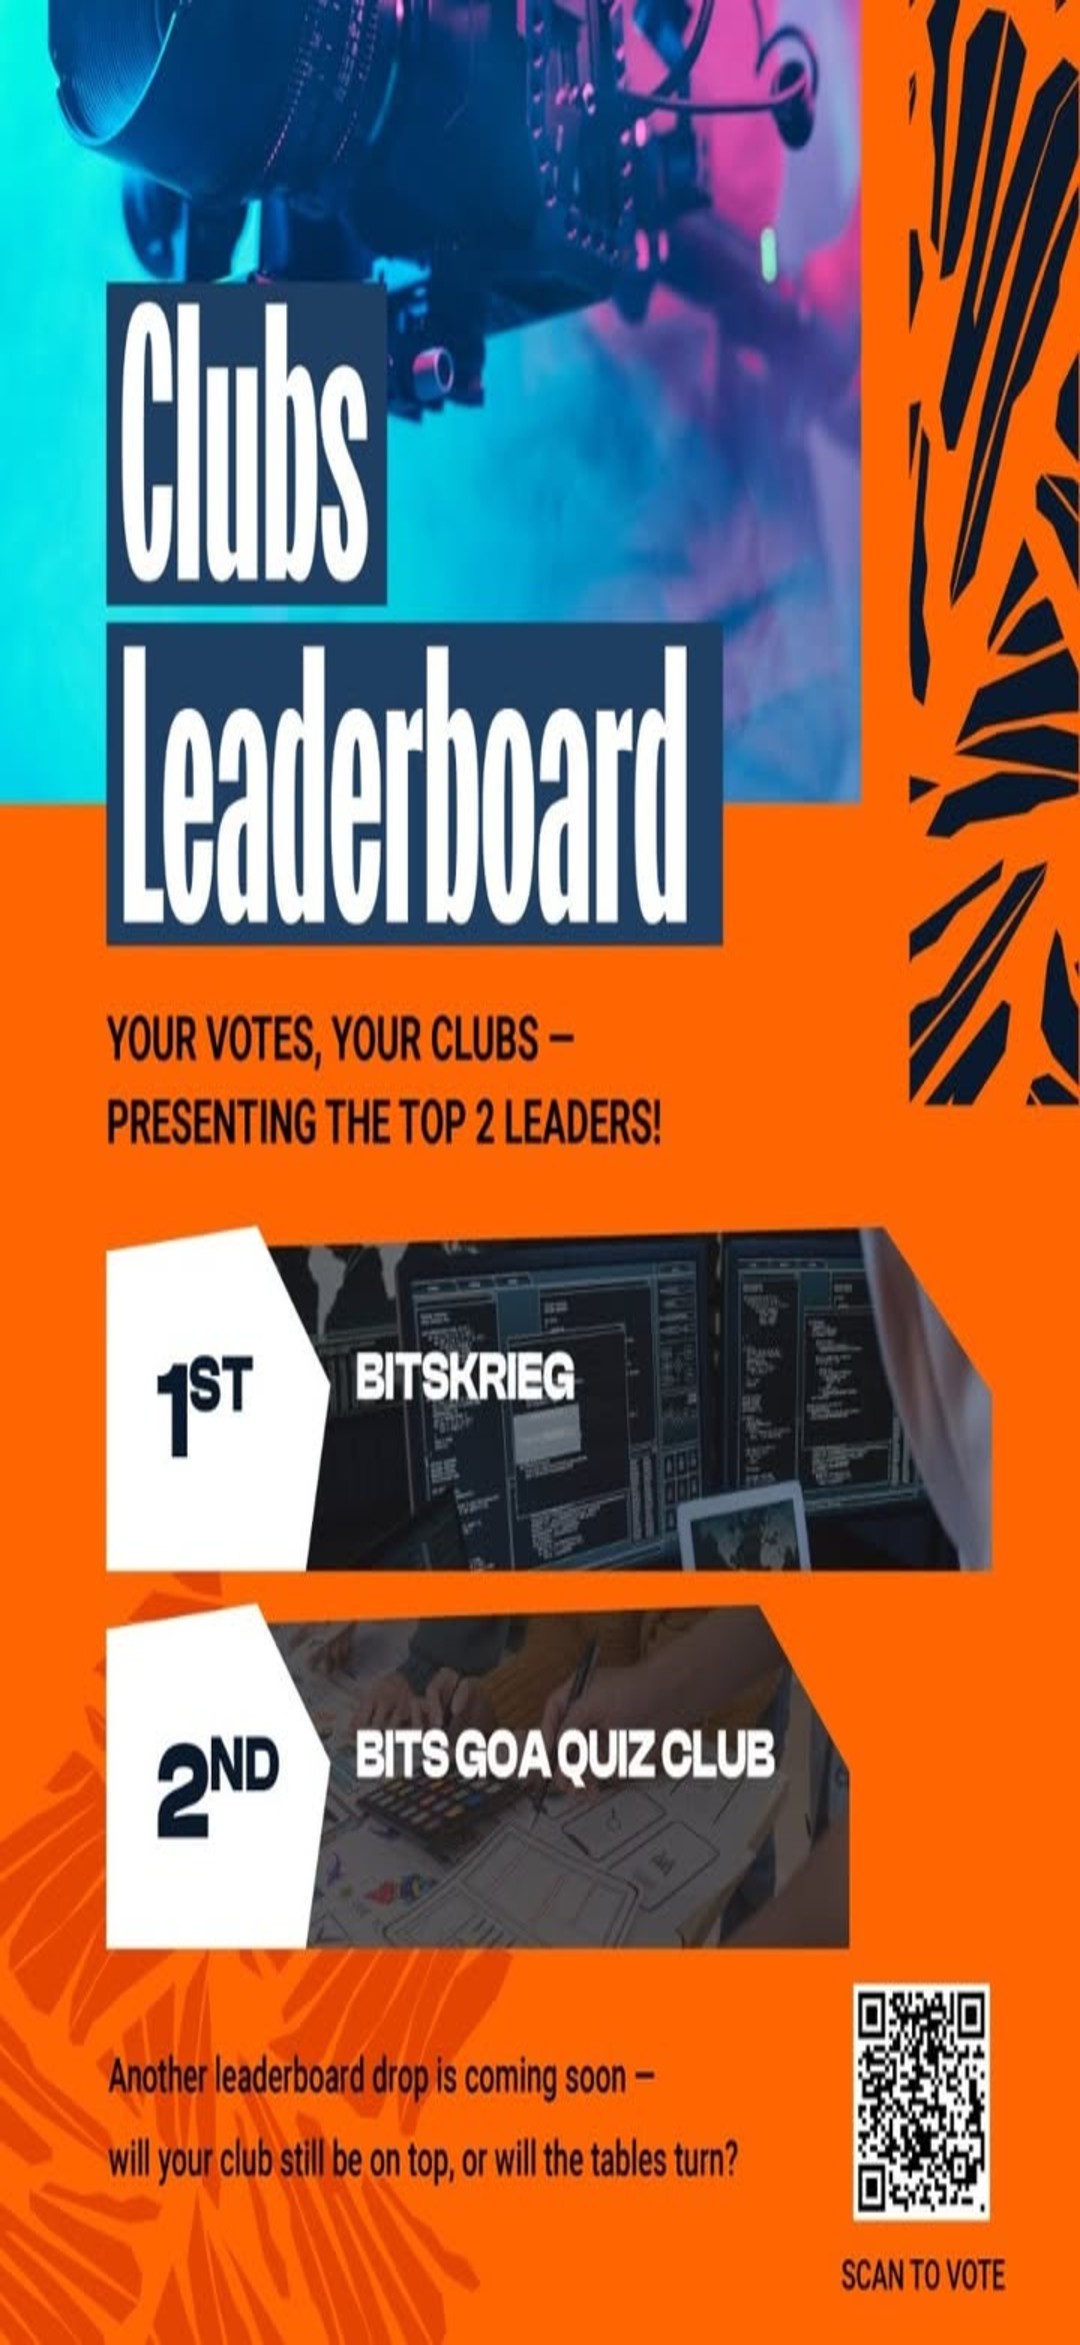 Clubs
Leaderboard
YOUR VOTES, YOUR CLUBS –
PRESENTING THE TOP 2 LEADERS!
1ST
BITSKRIEG
2ND
BITS GOA QUIZ CLUB
Another leaderboard drop is coming soon –
will your club still be on top, or will the tables turn?
SCAN TO VOTE